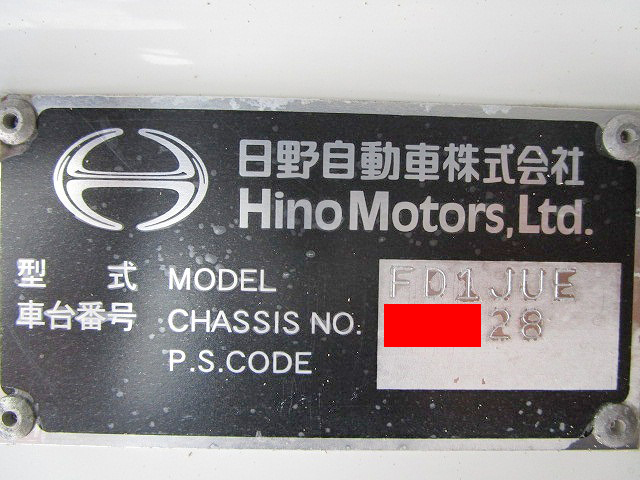 日野自動車株式会社
Hino Motors, Ltd.
型 式 MODEL FD1JUE
車台番号 CHASSIS NO. 28
P.S.CODE